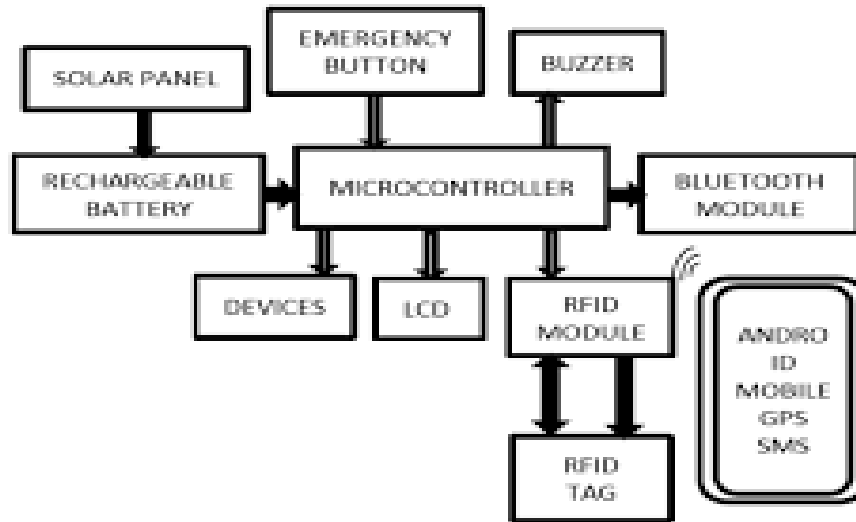 EMERGENCY
BUTTON
BUZZER
SOLAR PANEL
RECHARGEABLE
BATTERY
MICROCONTROLLER
BLUETOOTH
MODULE
DEVICES
LCD
RFID
MODULE
ANDRO
ID
MOBILE
GPS
SMS
RFID
TAG